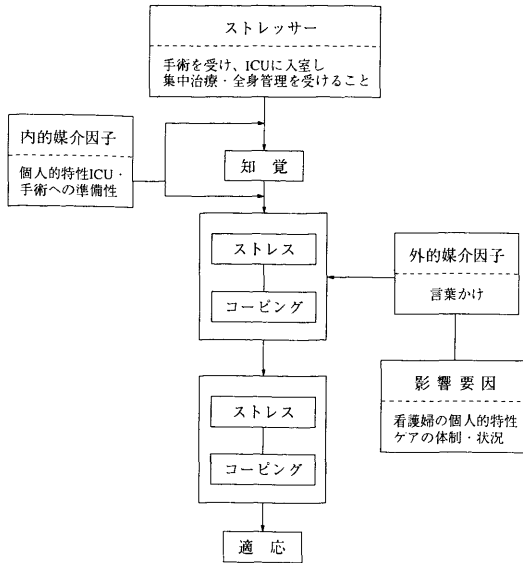 ストレッサー
手術を受け、ICUに入室し
集中治療・全身管理を受けること
内的媒介因子
個人的特性ICU・
手術への準備性
知覚
ストレス
コーピング
外的媒介因子
言葉かけ
影響要因
看護婦の個人的特性
ケアの体制・状況
ストレス
コーピング
適応